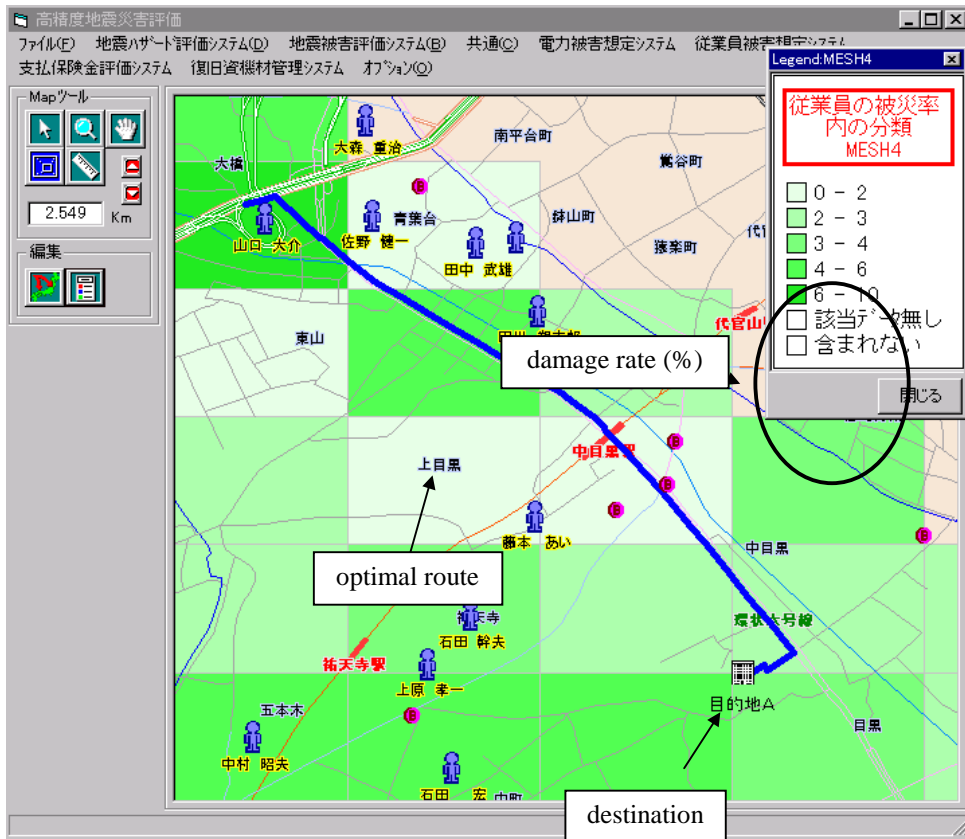 高精度地震災害評価
ファイル(F) 地震ハザード評価システム(D) 地震被害評価システム(B) 共通(C) 電力被害想定システム 従業員被害想定システム
支払保険金評価システム 復旧資機材管理システム オプション(O)
Mapツール
2.549 Km
編集
Legend:MESH4
従業員の被災率
内の分類
MESH4
0 - 2
2 - 3
3 - 4
4 - 6
6 - 10
該当データ無し
含まれない
閉じる
大森 重治
南平台町
大橋
鶯谷町
青葉台
鉢山町
山口 大介
佐野 健一
猿楽町
田中 武雄
代官山
東山
damage rate (%)
中目黒駅
上目黒
藤本 あい
中目黒
optimal route
祐天寺
環状六号線
石田 幹夫
祐天寺駅
上原 孝一
目的地A
五本木
目黒
中村 昭夫
石田 宏
中町
destination